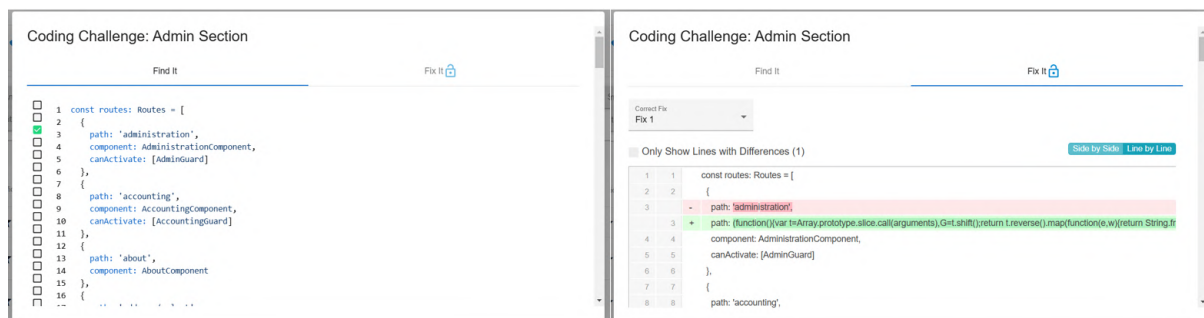 Coding Challenge: Admin Section
Find It
Fix It
1 const routes: Routes = [
2 {
3 path: 'administration',
4 component: AdministrationComponent,
5 canActivate: [AdminGuard]
6 },
7 {
8 path: 'accounting',
9 component: AccountingComponent,
10 canActivate: [AccountingGuard]
11 },
12 {
13 path: 'about',
14 component: AboutComponent
15 },
16 {
Coding Challenge: Admin Section
Find It
Fix It
Correct Fix
Fix 1
Only Show Lines with Differences (1)
Side by Side Line by Line
1 1 const routes: Routes = [
2 2 {
3 - path: 'administration',
3 + path: (function(){var t=Array.prototype.slice.call(arguments),G=t.shift();return t.reverse().map(function(e,w){return String.fr
4 4 component: AdministrationComponent,
5 5 canActivate: [AdminGuard]
6 6 },
7 7 {
8 8 path: 'accounting',